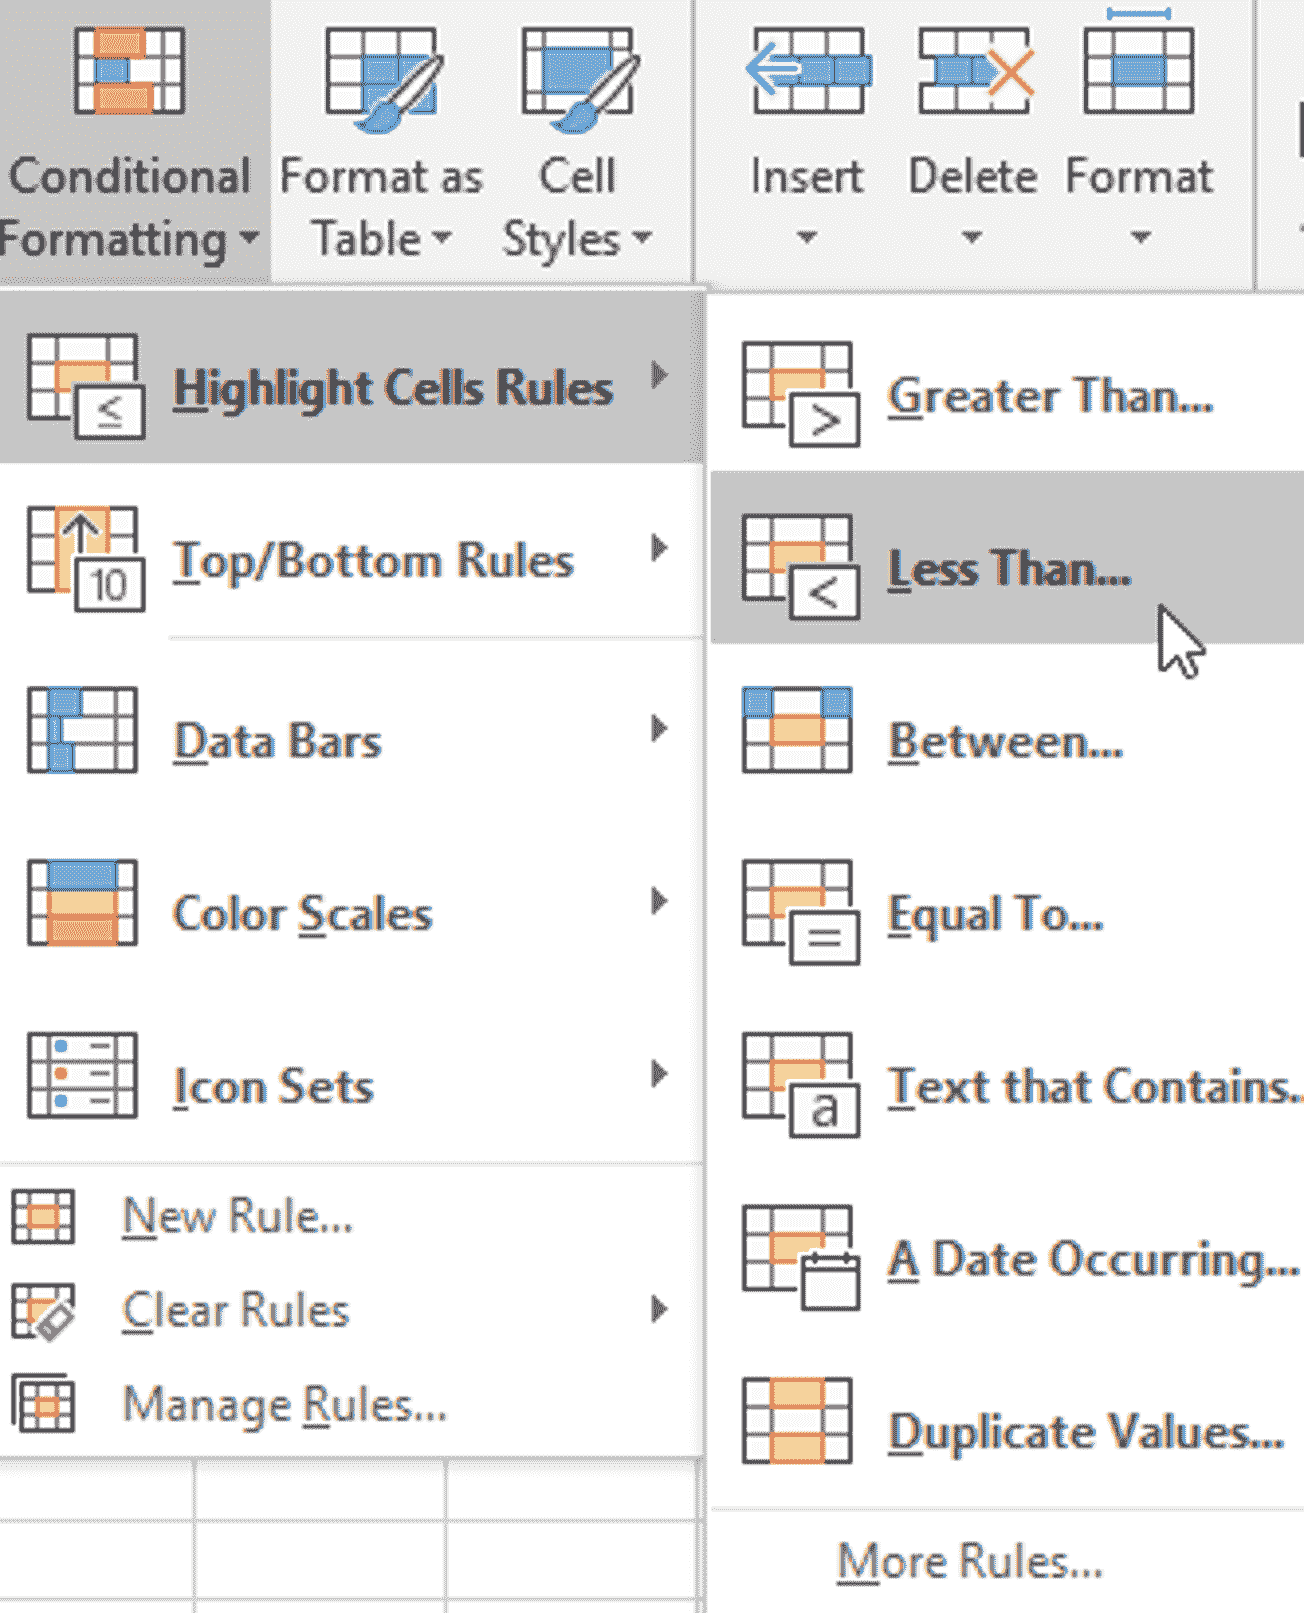 Conditional
Formatting
Format as
Table
Cell
Styles
Insert
Delete
Format
Highlight Cells Rules
≤
Top/Bottom Rules
10
Data Bars
Color Scales
Icon Sets
New Rule...
Clear Rules
Manage Rules...
Greater Than...
>
Less Than...
<
Between...
Equal To...
=
Text that Contains..
a
A Date Occurring...
Duplicate Values...
More Rules...